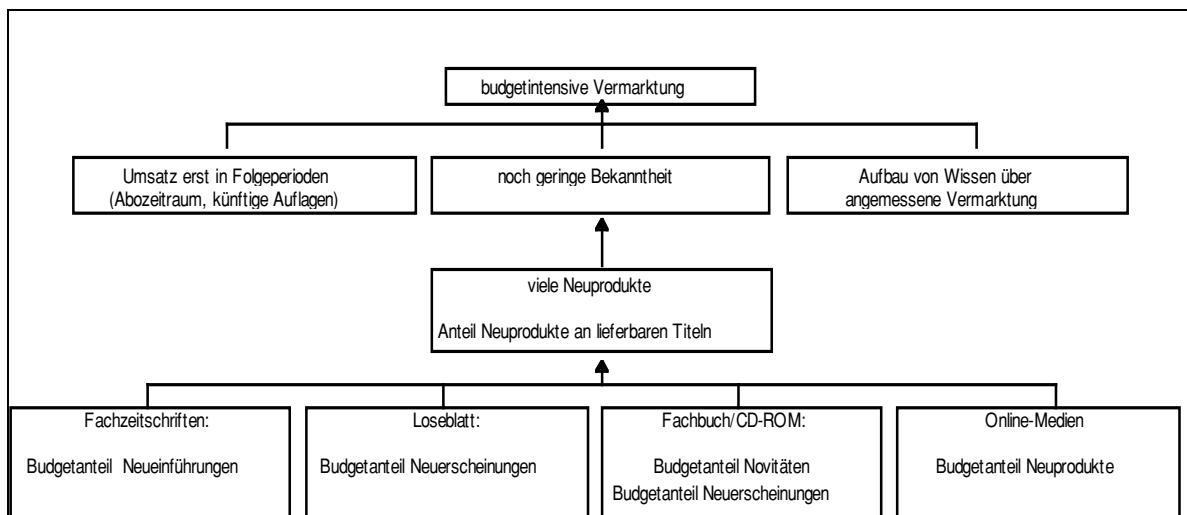 budgetintensive Vermarktung
Umsatz erst in Folgeperioden
(Abozeitraum, künftige Auflagen)
noch geringe Bekanntheit
Aufbau von Wissen über
angemessene Vermarktung
viele Neuprodukte
Anteil Neuprodukte an lieferbaren Titeln
Fachzeitschriften:
Budgetanteil Neueinführungen
Loseblatt:
Budgetanteil Neuerscheinungen
Fachbuch/CD-ROM:
Budgetanteil Novitäten
Budgetanteil Neuerscheinungen
Online-Medien
Budgetanteil Neuprodukte